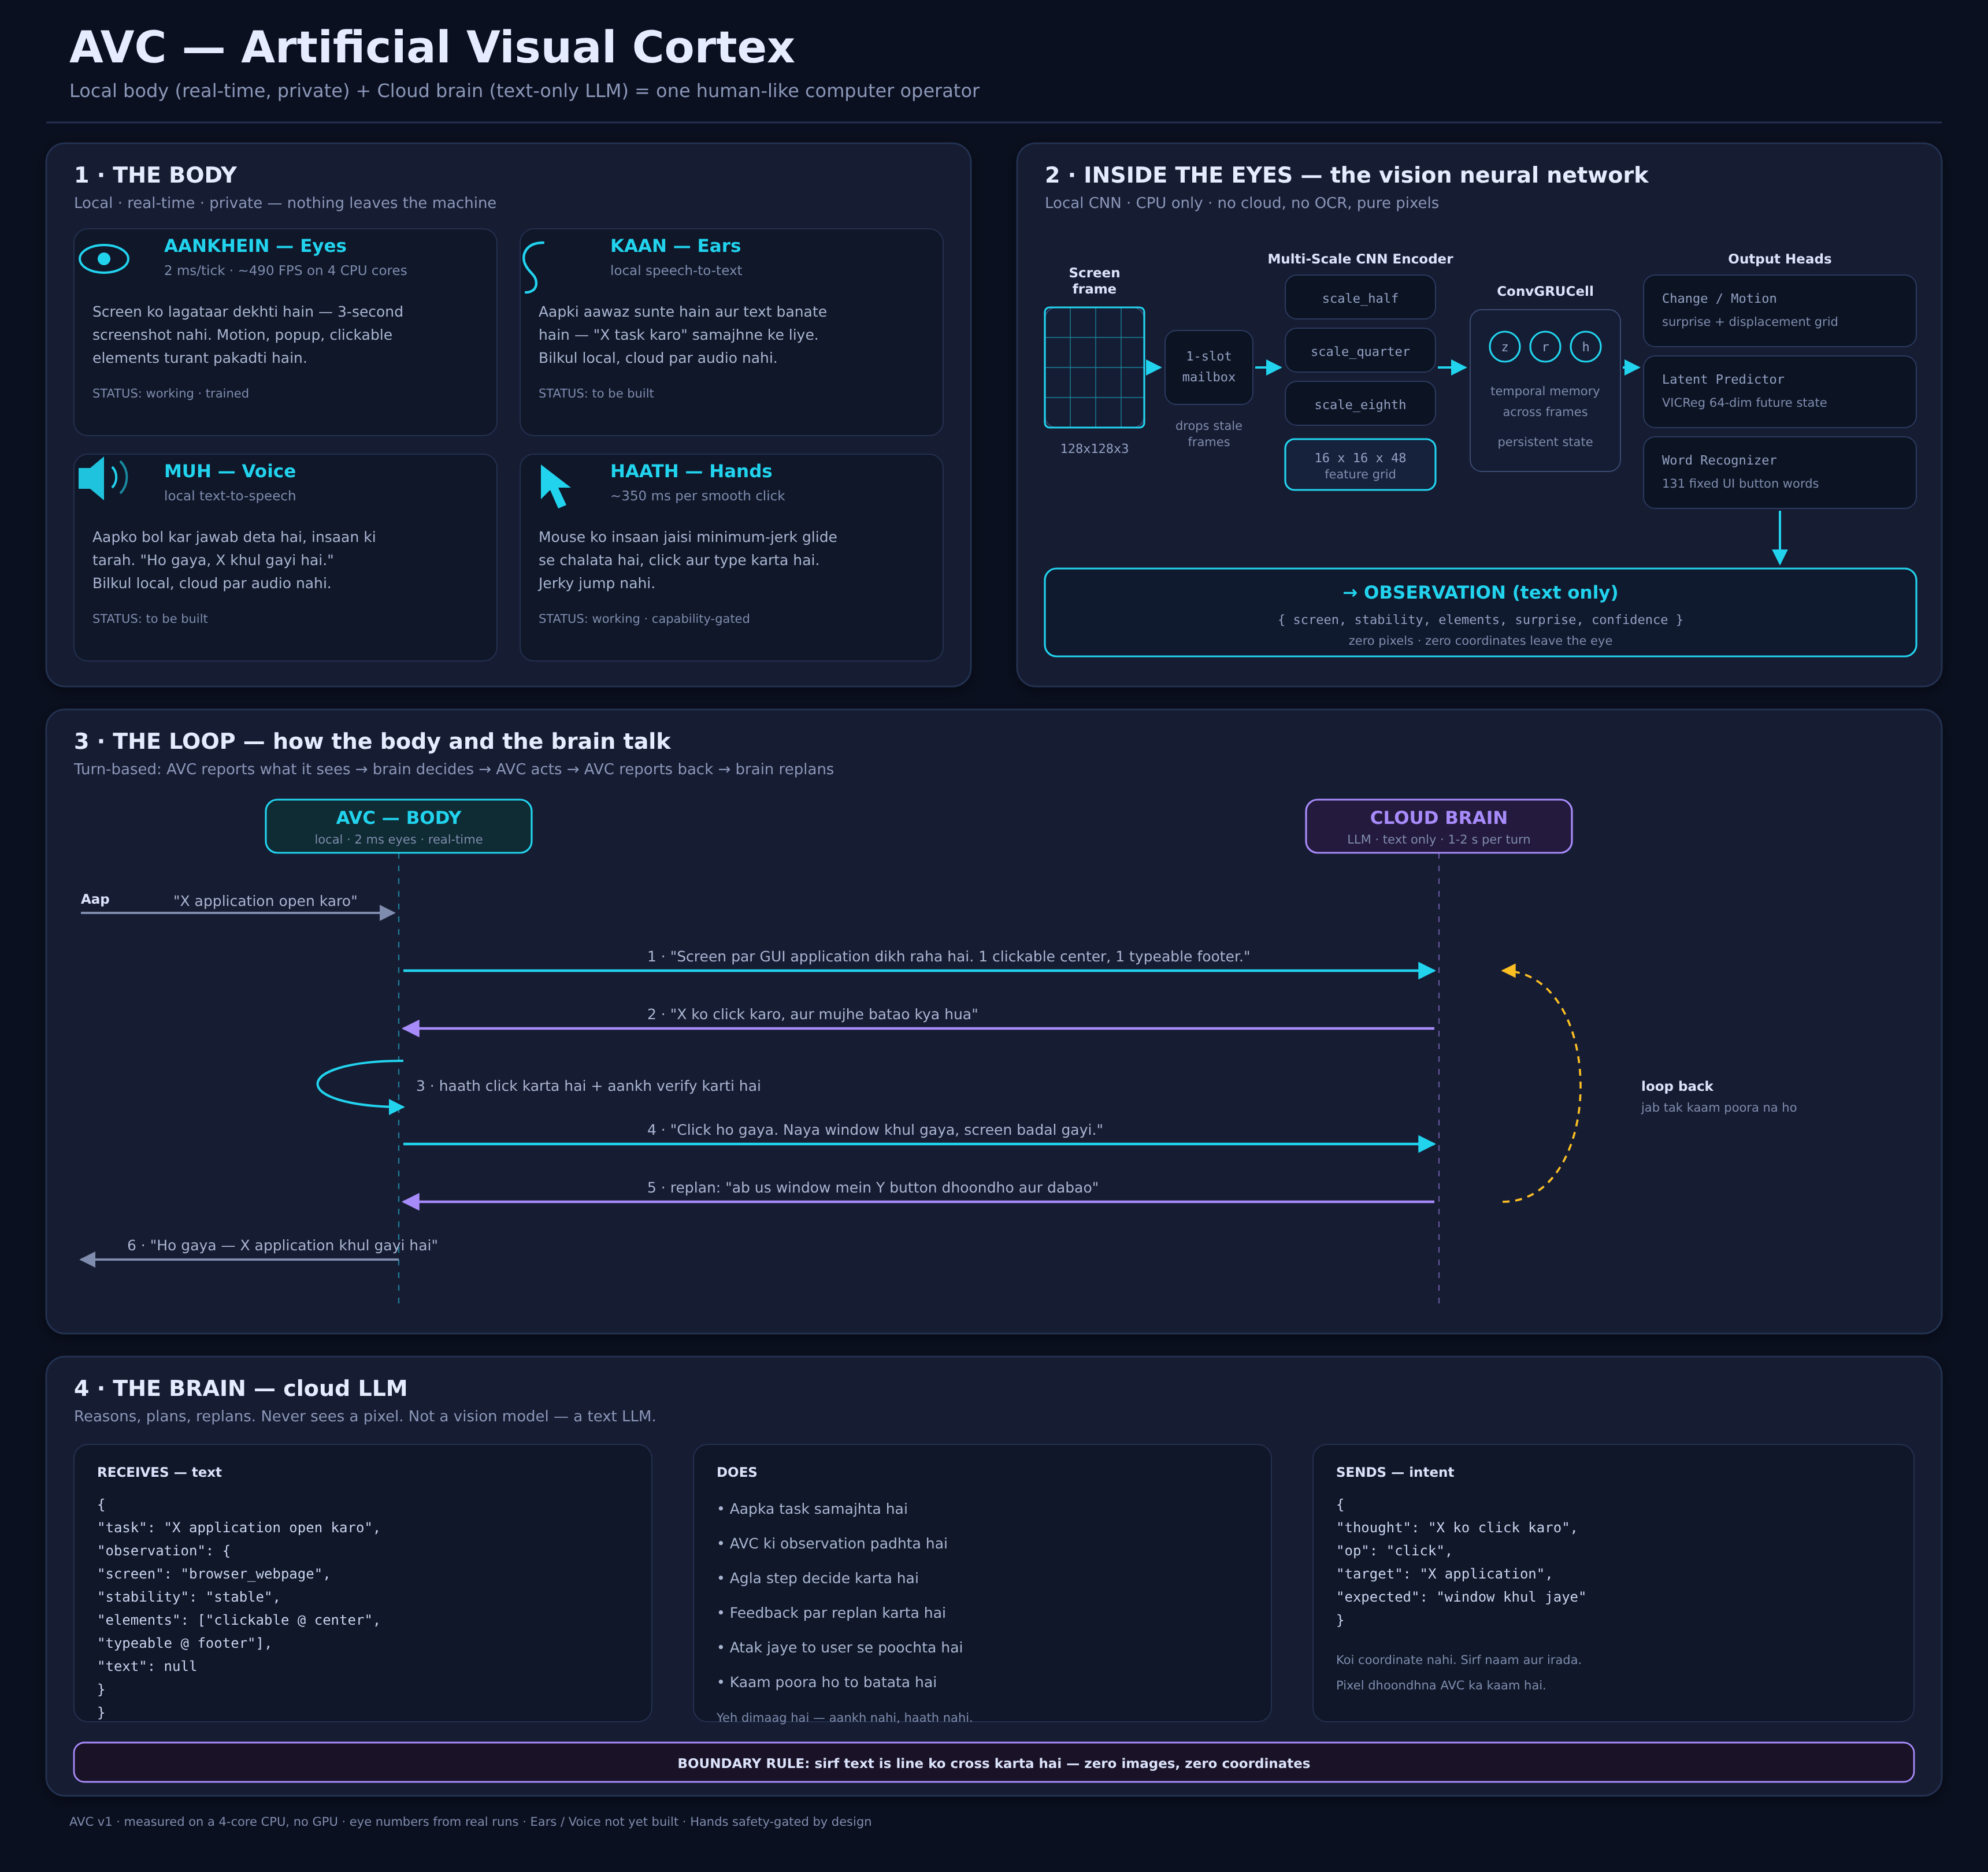 AVC — Artificial Visual Cortex
Local body (real-time, private) + Cloud brain (text-only LLM) = one human-like computer operator
1 · THE BODY
Local · real-time · private — nothing leaves the machine
AANKHEIN — Eyes
2 ms/tick · ~490 FPS on 4 CPU cores
Screen ko lagataar dekhti hain — 3-second
screenshot nahi. Motion, popup, clickable
elements turant pakadti hain.
STATUS: working · trained
KAAN — Ears
local speech-to-text
Aapki aawaz sunte hain aur text banate
hain — "X task karo" samajhne ke liye.
Bilkul local, cloud par audio nahi.
STATUS: to be built
MUH — Voice
local text-to-speech
Aapko bol kar jawab deta hai, insaan ki
tarah. "Ho gaya, X khul gayi hai."
Bilkul local, cloud par audio nahi.
STATUS: to be built
HAATH — Hands
~350 ms per smooth click
Mouse ko insaan jaisi minimum-jerk glide
se chalata hai, click aur type karta hai.
Jerky jump nahi.
STATUS: working · capability-gated
2 · INSIDE THE EYES — the vision neural network
Local CNN · CPU only · no cloud, no OCR, pure pixels
Screen
frame
128x128x3
1-slot
mailbox
drops stale
frames
Multi-Scale CNN Encoder
scale_half
scale_quarter
scale_eighth
16 x 16 x 48
feature grid
ConvGRUCell
z r h
temporal memory
across frames
persistent state
Output Heads
Change / Motion
surprise + displacement grid
Latent Predictor
VICReg 64-dim future state
Word Recognizer
131 fixed UI button words
→ OBSERVATION (text only)
{ screen, stability, elements, surprise, confidence }
zero pixels · zero coordinates leave the eye
3 · THE LOOP — how the body and the brain talk
Turn-based: AVC reports what it sees → brain decides → AVC acts → AVC reports back → brain replans
AVC — BODY
local · 2 ms eyes · real-time
CLOUD BRAIN
LLM · text only · 1-2 s per turn
Aap
"X application open karo"
1 · "Screen par GUI application dikh raha hai. 1 clickable center, 1 typeable footer."
2 · "X ko click karo, aur mujhe batao kya hua"
3 · haath click karta hai + aankh verify karti hai
loop back
jab tak kaam poora na ho
4 · "Click ho gaya. Naya window khul gaya, screen badal gayi."
5 · replan: "ab us window mein Y button dhoondho aur dabao"
6 · "Ho gaya — X application khul gayi hai"
4 · THE BRAIN — cloud LLM
Reasons, plans, replans. Never sees a pixel. Not a vision model — a text LLM.
RECEIVES — text
{
"task": "X application open karo",
"observation": {
"screen": "browser_webpage",
"stability": "stable",
"elements": ["clickable @ center",
"typeable @ footer"],
"text": null
}
}
DOES
• Aapka task samajhta hai
• AVC ki observation padhta hai
• Agla step decide karta hai
• Feedback par replan karta hai
• Atak jaye to user se poochta hai
• Kaam poora ho to batata hai
Yeh dimaag hai — aankh nahi, haath nahi.
SENDS — intent
{
"thought": "X ko click karo",
"op": "click",
"target": "X application",
"expected": "window khul jaye"
}
Koi coordinate nahi. Sirf naam aur irada.
Pixel dhoondhna AVC ka kaam hai.
BOUNDARY RULE: sirf text is line ko cross karta hai — zero images, zero coordinates
AVC v1 · measured on a 4-core CPU, no GPU · eye numbers from real runs · Ears / Voice not yet built · Hands safety-gated by design